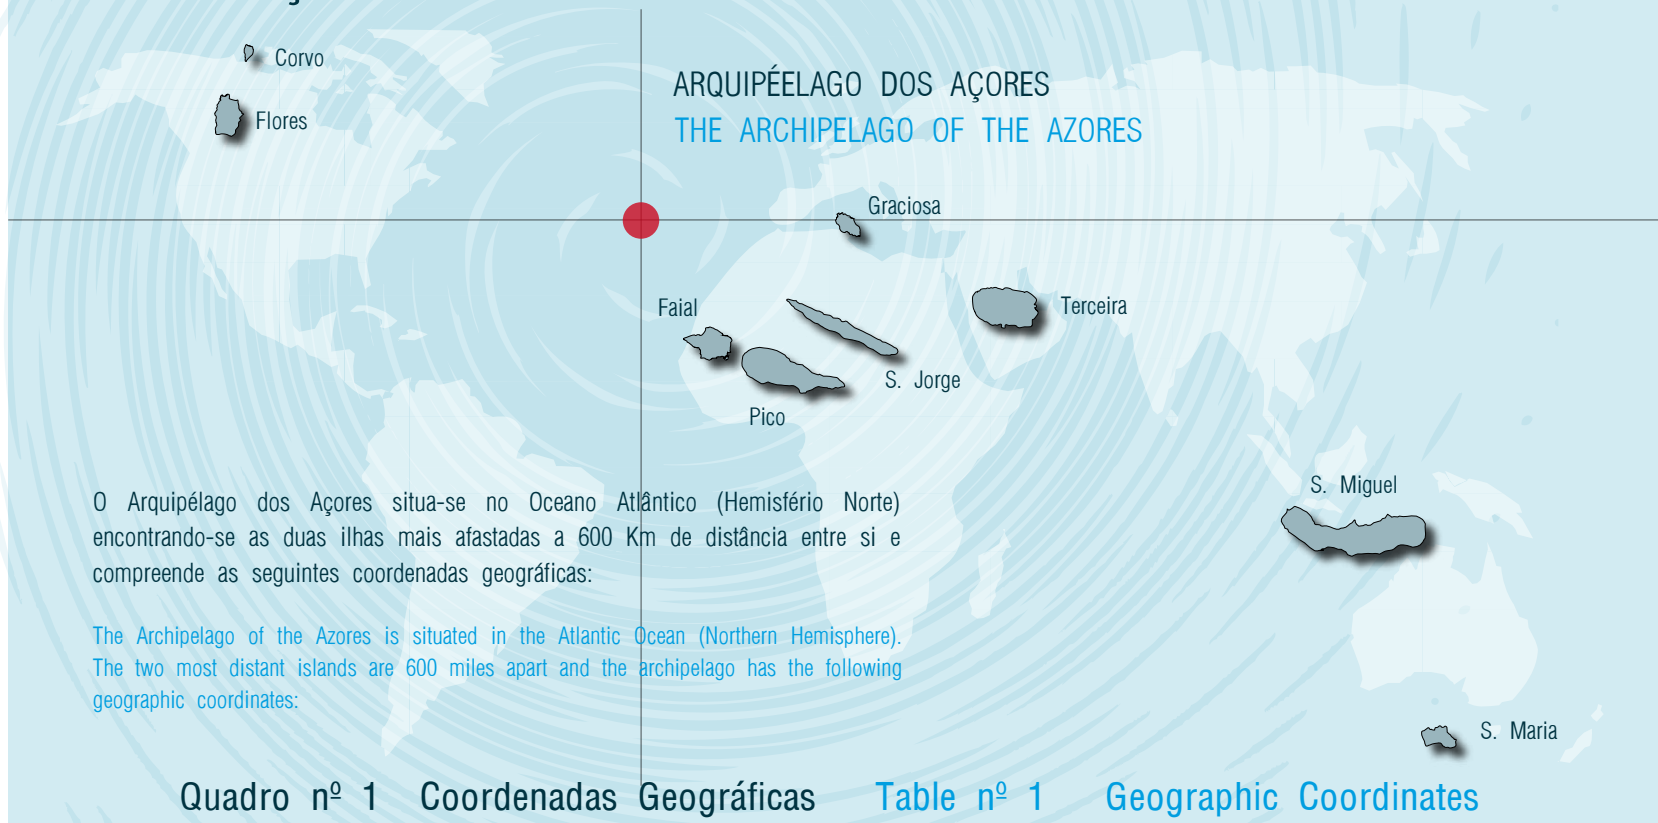 Corvo
ARQUIPÉELAGO DOS AÇORES
Flores
THE ARCHIPELAGO OF THE AZORES
Graciosa
Faial
Terceira
S. Jorge
Pico
S. Miguel
O Arquipélago dos Açores situa-se no Oceano Atlântico (Hemisfério Norte)
encontrando-se as duas ilhas mais afastadas a 600 Km de distância entre si e
compreende as seguintes coordenadas geográficas:
The Archipelago of the Azores is situated in the Atlantic Ocean (Northern Hemisphere).
The two most distant islands are 600 miles apart and the archipelago has the following
geographic coordinates:
S. Maria
Quadro nº 1 Coordenadas Geográficas Table nº 1 Geographic Coordinates